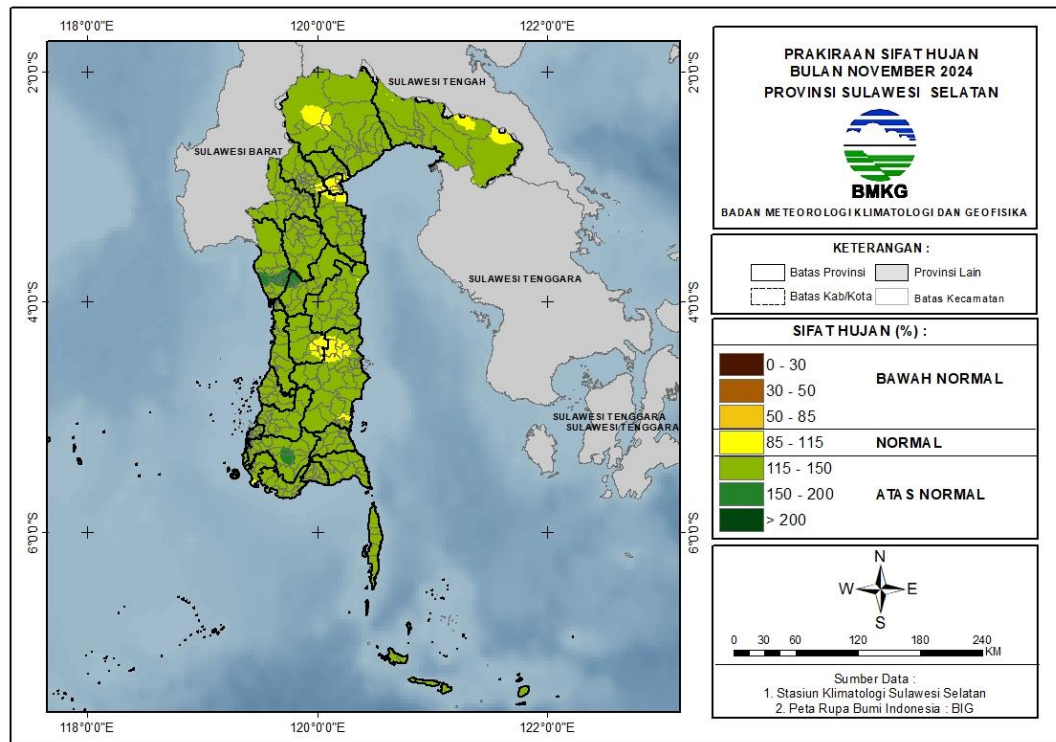 118°0'0"E
120°0'0"E
122°0'0"E
2°0'0"S
4°0'0"S
6°0'0"S
SULAWESI TENGAH
SULAWESI BARAT
SULAWESI TENGGARA
SULAWESI TENGGARA
SULAWESI TENGGARA
2°0'0"S
4°0'0"S
6°0'0"S
118°0'0"E
120°0'0"E
122°0'0"E
PRAKIRAAN SIFAT HUJAN
BULAN NOVEMBER 2024
PROVINSI SULAWESI SELATAN
BMKG
BADAN METEOROLOGI KLIMATOLOGI DAN GEOFISIKA
KETERANGAN :
Batas Provinsi
Provinsi Lain
Batas Kab/Kota
Batas Kecamatan
SIFAT HUJAN (%) :
0 - 30
30 - 50
BAWAH NORMAL
50 - 85
85 - 115
NORMAL
115 - 150
150 - 200
ATAS NORMAL
> 200
N
W
E
S
0 30 60 120 180 240
KM
Sumber Data :
1. Stasiun Klimatologi Sulawesi Selatan
2. Peta Rupa Bumi Indonesia : BIG